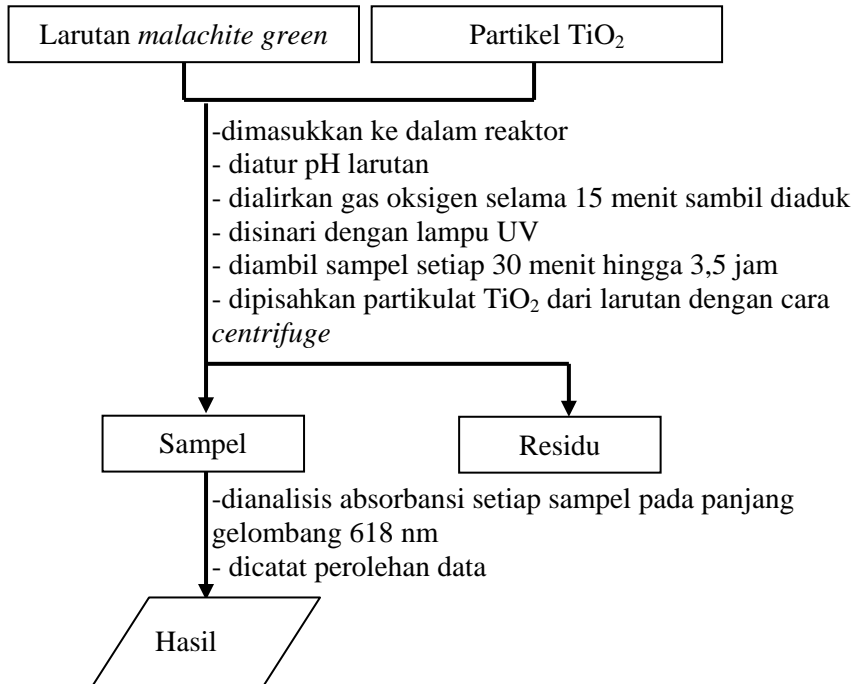 Larutan malachite green
Partikel TiO₂
-dimasukkan ke dalam reaktor
- diatur pH larutan
- dialirkan gas oksigen selama 15 menit sambil diaduk
- disinari dengan lampu UV
- diambil sampel setiap 30 menit hingga 3,5 jam
- dipisahkan partikulat TiO₂ dari larutan dengan cara
centrifuge
Sampel
Residu
-dianalisis absorbansi setiap sampel pada panjang
gelombang 618 nm
- dicatat perolehan data
Hasil